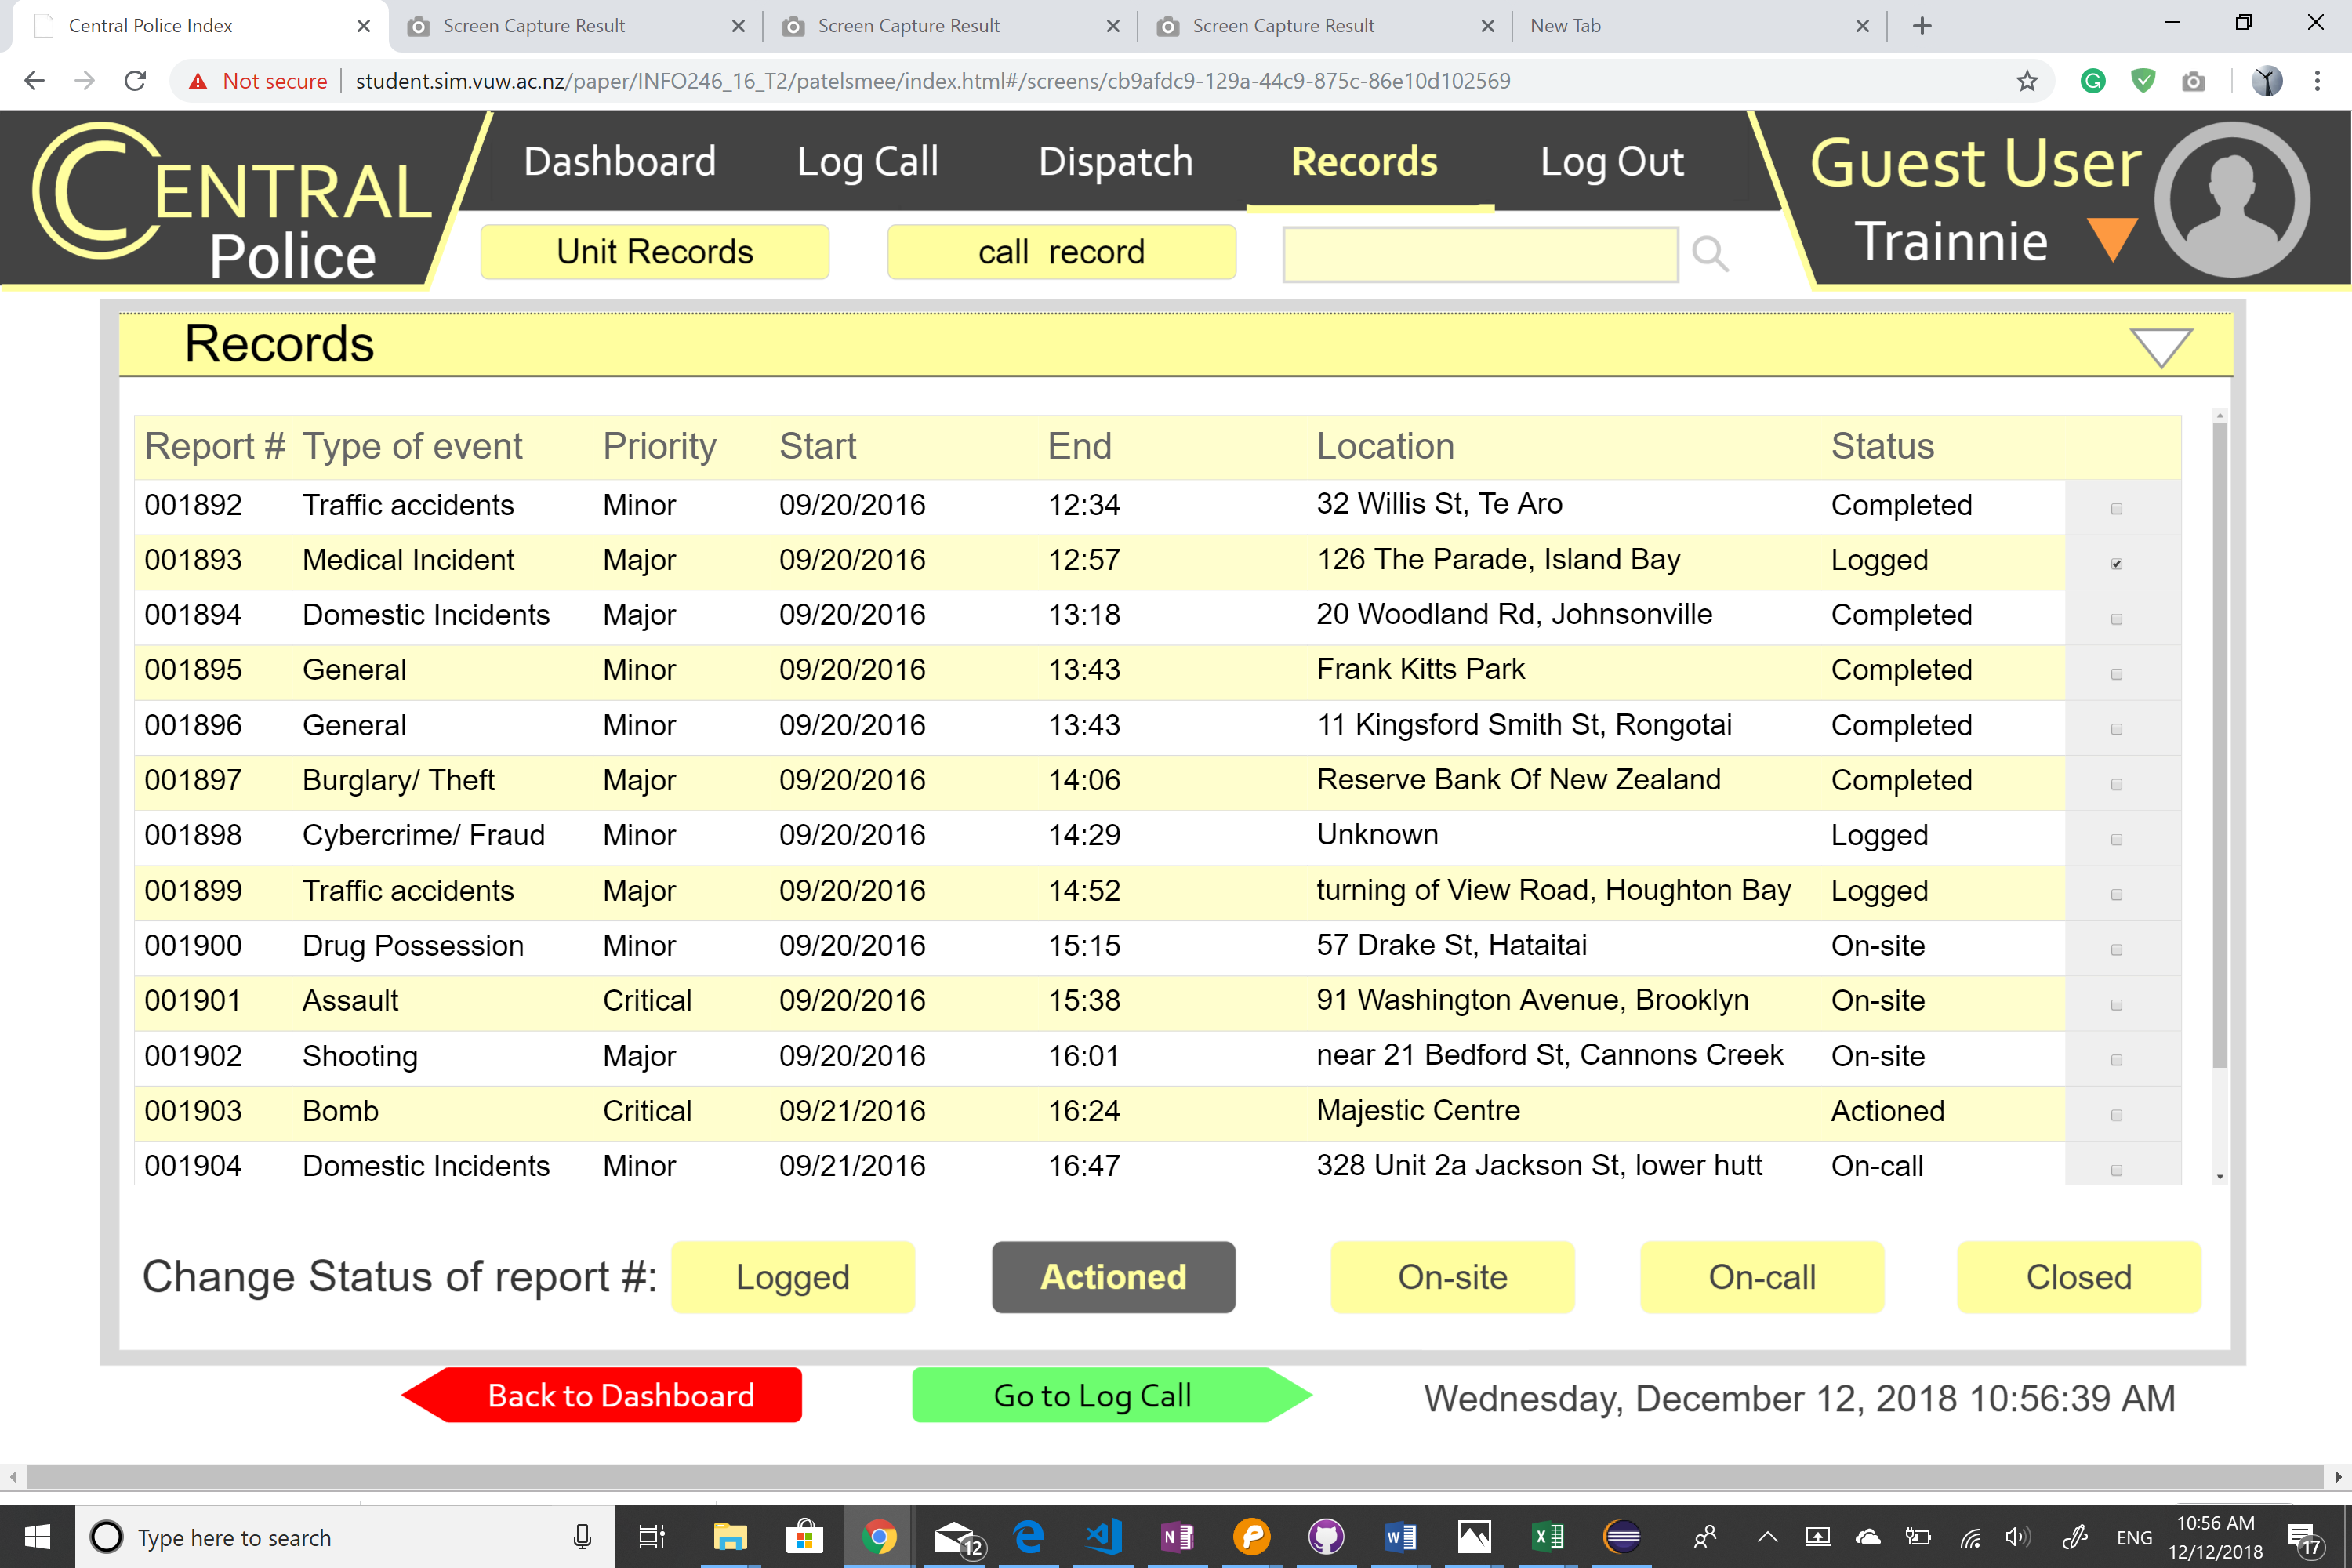 Central Police Index
Screen Capture Result
Screen Capture Result
Screen Capture Result
New Tab
Not secure
student.sim.vuw.ac.nz/paper/INFO246_16_T2/patelsmee/index.html#/screens/cb9afdc9-129a-44c9-875c-86e10d102569
CENTRAL
Police
Dashboard Log Call Dispatch Records Log Out
Guest User
Trainnie
Unit Records
call record
Records
Report # Type of event Priority Start End Location Status
001892 Traffic accidents Minor 09/20/2016 12:34 32 Willis St, Te Aro Completed
001893 Medical Incident Major 09/20/2016 12:57 126 The Parade, Island Bay Logged
001894 Domestic Incidents Major 09/20/2016 13:18 20 Woodland Rd, Johnsonville Completed
001895 General Minor 09/20/2016 13:43 Frank Kitts Park Completed
001896 General Minor 09/20/2016 13:43 11 Kingsford Smith St, Rongotai Completed
001897 Burglary/ Theft Major 09/20/2016 14:06 Reserve Bank Of New Zealand Completed
001898 Cybercrime/ Fraud Minor 09/20/2016 14:29 Unknown Logged
001899 Traffic accidents Major 09/20/2016 14:52 turning of View Road, Houghton Bay Logged
001900 Drug Possession Minor 09/20/2016 15:15 57 Drake St, Hataitai On-site
001901 Assault Critical 09/20/2016 15:38 91 Washington Avenue, Brooklyn On-site
001902 Shooting Major 09/20/2016 16:01 near 21 Bedford St, Cannons Creek On-site
001903 Bomb Critical 09/21/2016 16:24 Majestic Centre Actioned
001904 Domestic Incidents Minor 09/21/2016 16:47 328 Unit 2a Jackson St, lower hutt On-call
Change Status of report #: Logged Actioned On-site On-call Closed
Back to Dashboard
Go to Log Call
Wednesday, December 12, 2018 10:56:39 AM
Type here to search
12
ENG
10:56 AM
12/12/2018
17